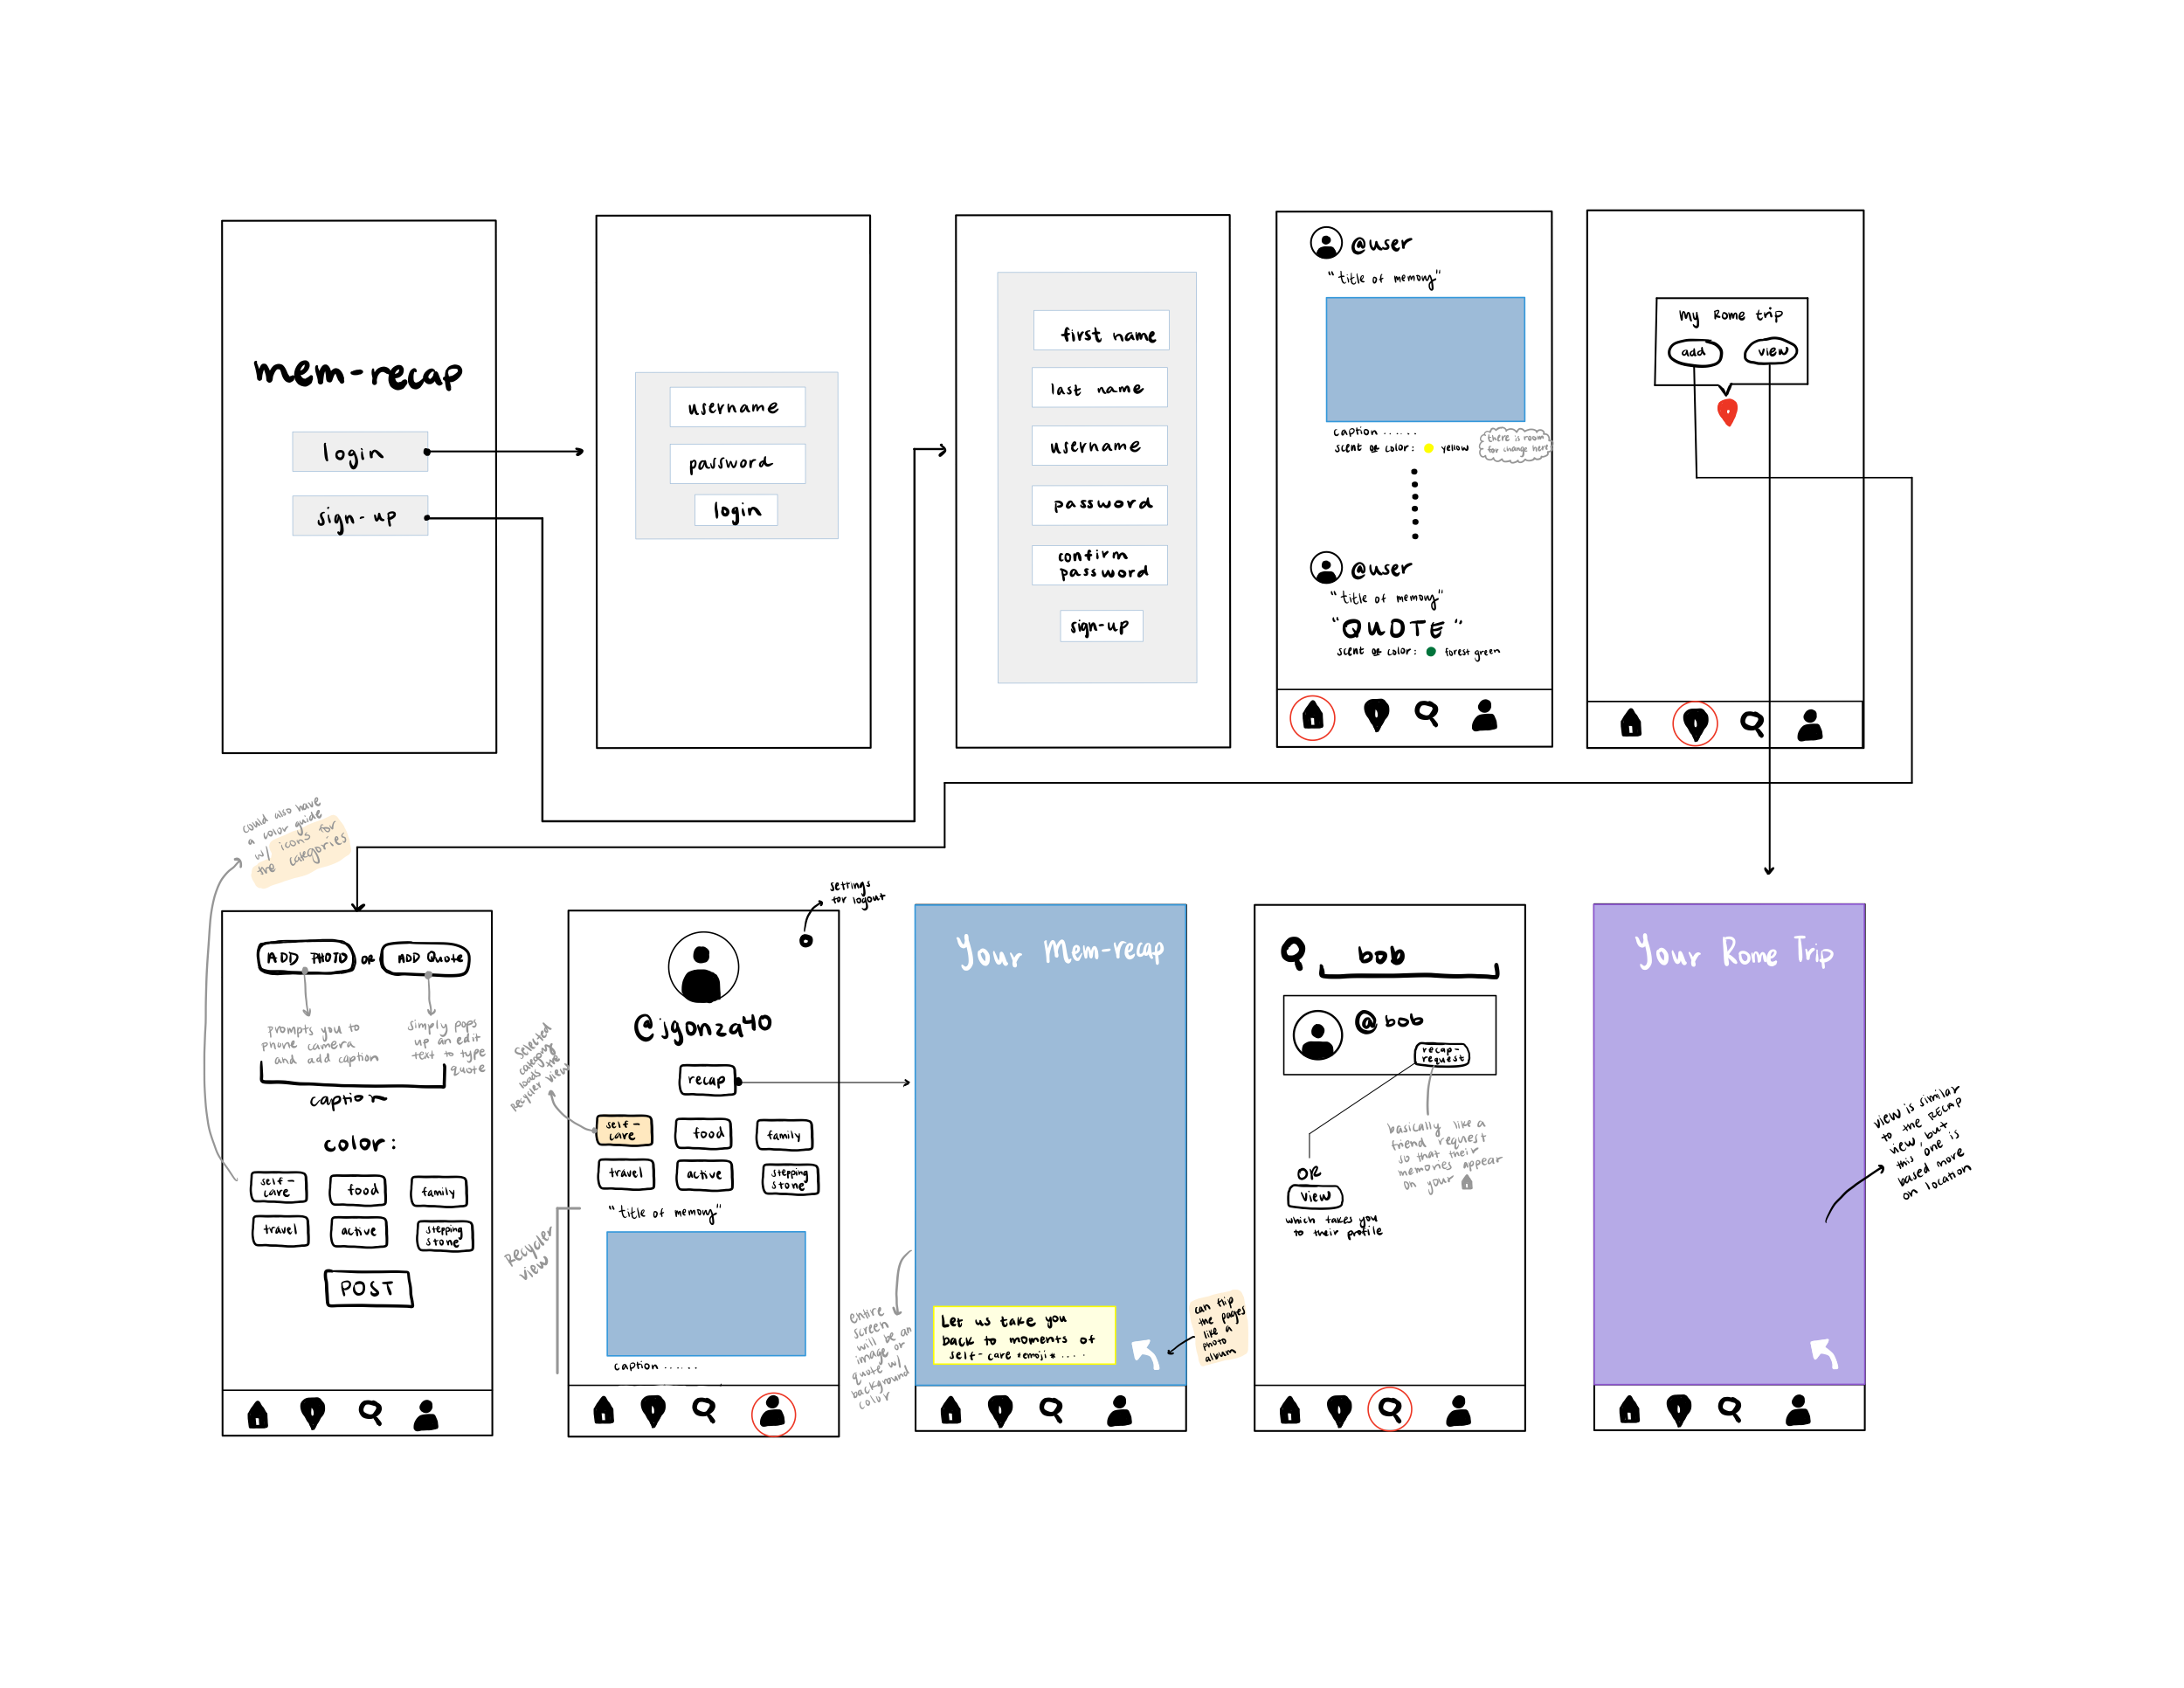 mem-recap
login
sign-up
username
password
login
first name
last name
username
password
confirm
password
sign-up
@user
"title of memory"
caption ......
scent or color: yellow
there is room
for change here
@user
"title of memory"
"QUOTE"
scent or color: forest green
My Rome trip
add view
could also have
a color guide
w/ icons for
the categories
ADD PHOTO OR ADD Quote
prompts you to
phone camera
and add caption
simply pops
up an edit
text to type
quote
caption
color:
self-
care
food
family
travel
active
stepping
stone
POST
settings
for logout
@jgonza40
recap
selected
category
loads the
recycler view
self-
care
food
family
travel
active
stepping
stone
Recycler
view
"title of memory"
caption ......
Your Mem-recap
entire
screen
will be an
image or
quote w/
background
color
Let us take you
back to moments of
self-care *emoji* ....
can flip
the pages
like a
photo
album
bob
@bob
recap-
request
basically like a
friend request
so that their
memories appear
on your
OR
view
which takes you
to their profile
Your Rome Trip
view is similar
to the RECAP
view, but
this one is
based more
on location